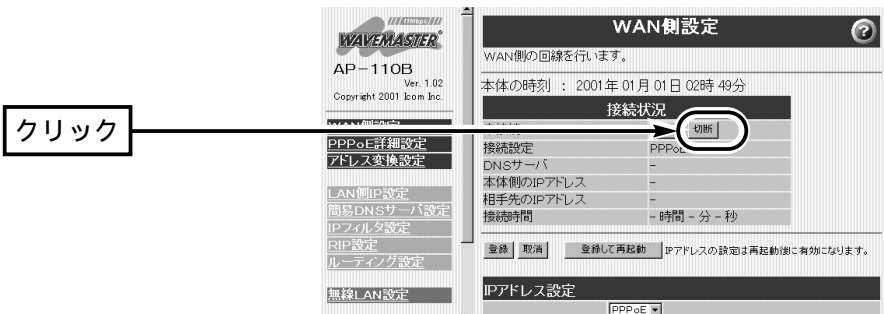 クリック
11Mbps
WAVEMASTER
AP-110B
Ver. 1.02
Copyright 2001 Icom Inc.
WAN側設定
PPPoE詳細設定
アドレス変換設定
LAN側IP設定
簡易DNSサーバ設定
IPフィルタ設定
RIP設定
ルーティング設定
無線LAN設定
WAN側設定
?
WAN側の回線を行います。
本体の時刻 : 2001年01月01日02時49分
接続状況
切断
接続設定 PPPoE
DNSサーバ -
本体側のIPアドレス -
相手先のIPアドレス -
接続時間 -時間-分-秒
登録 取消 登録して再起動 IPアドレスの設定は再起動後に有効になります。
IPアドレス設定
PPPoE